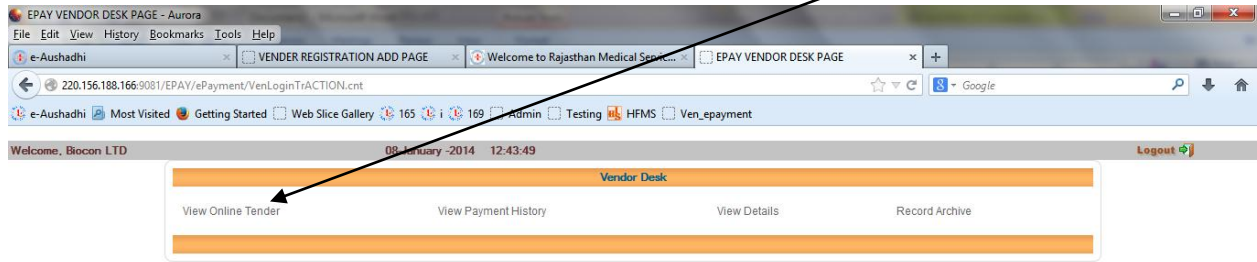 EPAY VENDOR DESK PAGE - Aurora
File Edit View History Bookmarks Tools Help
e-Aushadhi VENDER REGISTRATION ADD PAGE Welcome to Rajasthan Medical Servic... EPAY VENDOR DESK PAGE
220.156.188.166:9081/EPAY/ePayment/VenLoginTrACTION.cnt Google
e-Aushadhi Most Visited Getting Started Web Slice Gallery 165 i 169 Admin Testing HFMS Ven_epayment
Welcome, Biocon LTD 08-January -2014 12:43:49 Logout
Vendor Desk
View Online Tender View Payment History View Details Record Archive